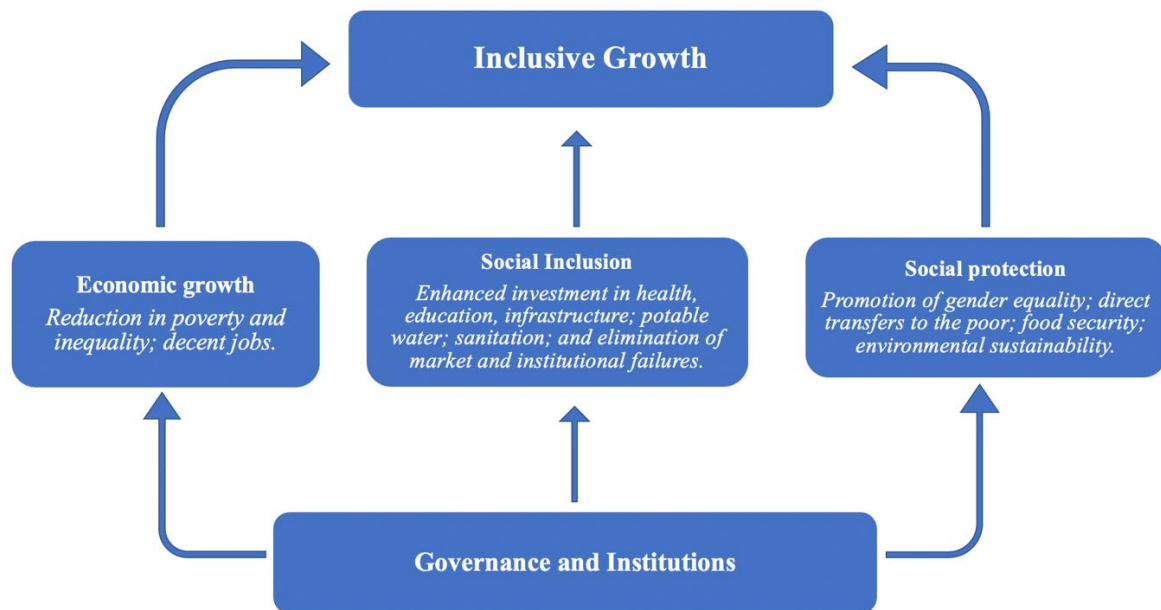 Inclusive Growth
Economic growth
Reduction in poverty and
inequality; decent jobs.
Social Inclusion
Enhanced investment in health,
education, infrastructure; potable
water; sanitation; and elimination of
market and institutional failures.
Social protection
Promotion of gender equality; direct
transfers to the poor; food security;
environmental sustainability.
Governance and Institutions